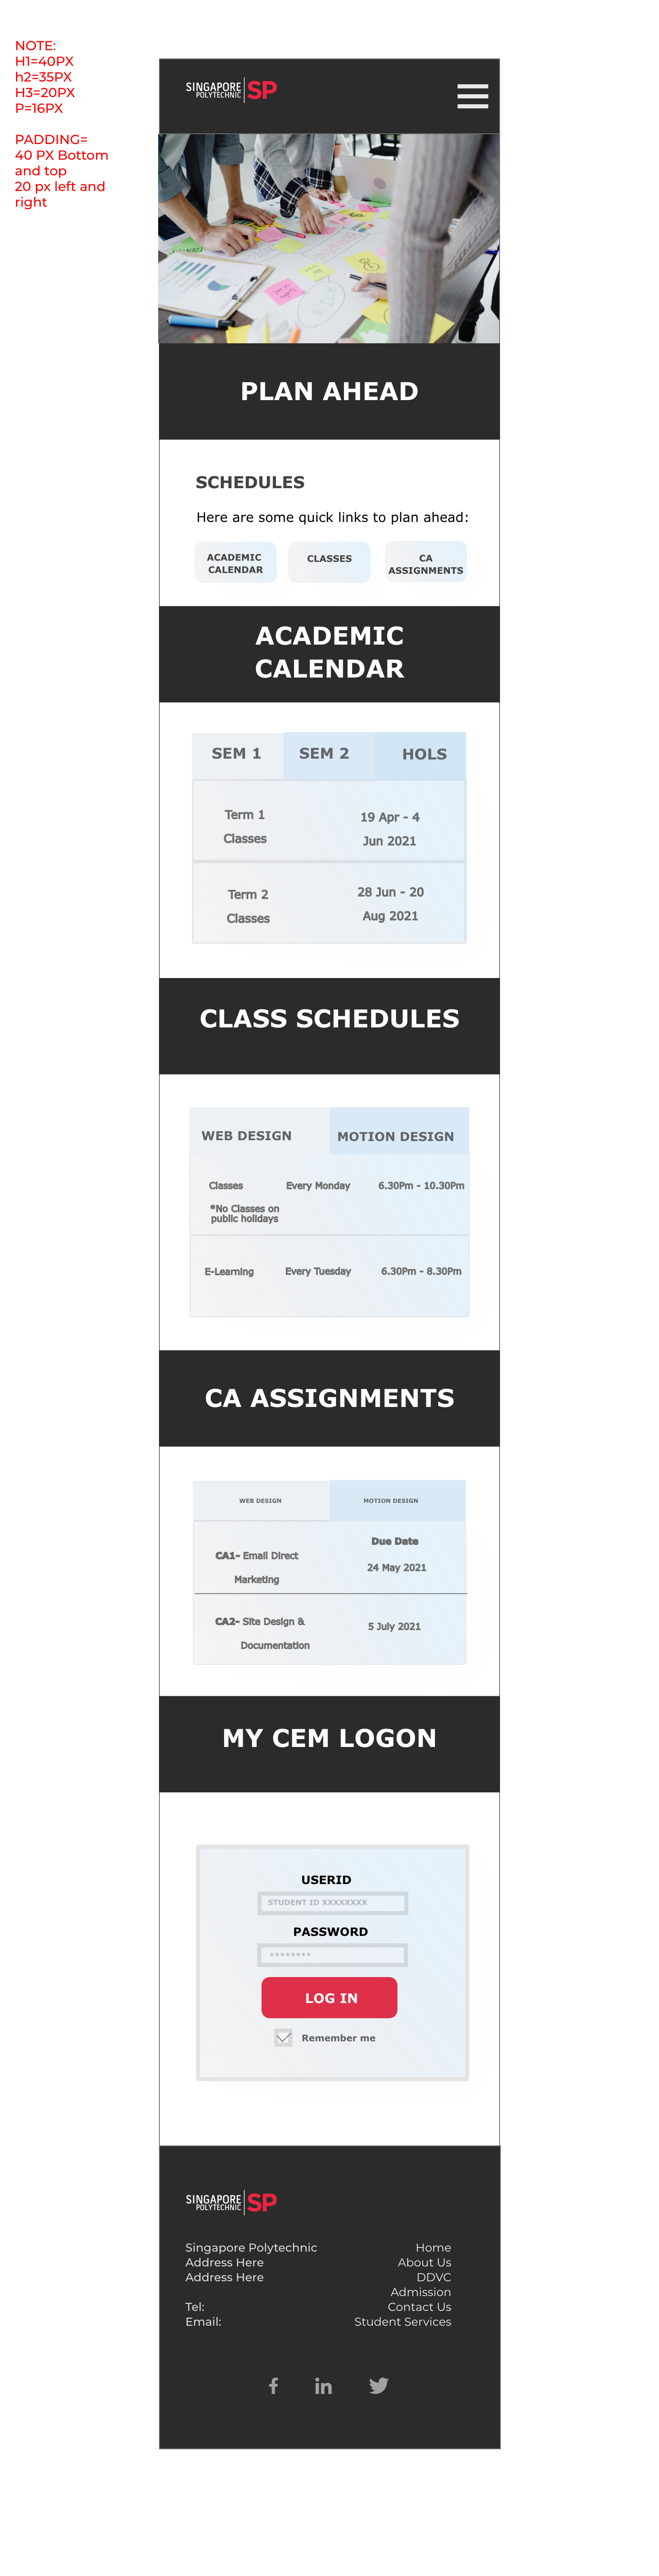 NOTE:
H1=40PX
h2=35PX
H3=20PX
P=16PX
PADDING=
40 PX Bottom
and top
20 px left and
right
SINGAPORE
POLYTECHNIC
SP
PLAN AHEAD
SCHEDULES
Here are some quick links to plan ahead:
ACADEMIC
CALENDAR
CLASSES
CA
ASSIGNMENTS
ACADEMIC
CALENDAR
SEM 1 SEM 2 HOLS
Term 1
Classes
19 Apr - 4
Jun 2021
Term 2
Classes
28 Jun - 20
Aug 2021
CLASS SCHEDULES
WEB DESIGN MOTION DESIGN
Classes Every Monday 6.30Pm - 10.30Pm
*No Classes on
public holidays
E-Learning Every Tuesday 6.30Pm - 8.30Pm
CA ASSIGNMENTS
WEB DESIGN MOTION DESIGN
Due Date
CA1- Email Direct
Marketing
24 May 2021
CA2- Site Design &
Documentation
5 July 2021
MY CEM LOGON
USERID
STUDENT ID XXXXXXXX
PASSWORD
********
LOG IN
Remember me
SINGAPORE
POLYTECHNIC
SP
Singapore Polytechnic
Address Here
Address Here
Tel:
Email:
Home
About Us
DDVC
Admission
Contact Us
Student Services